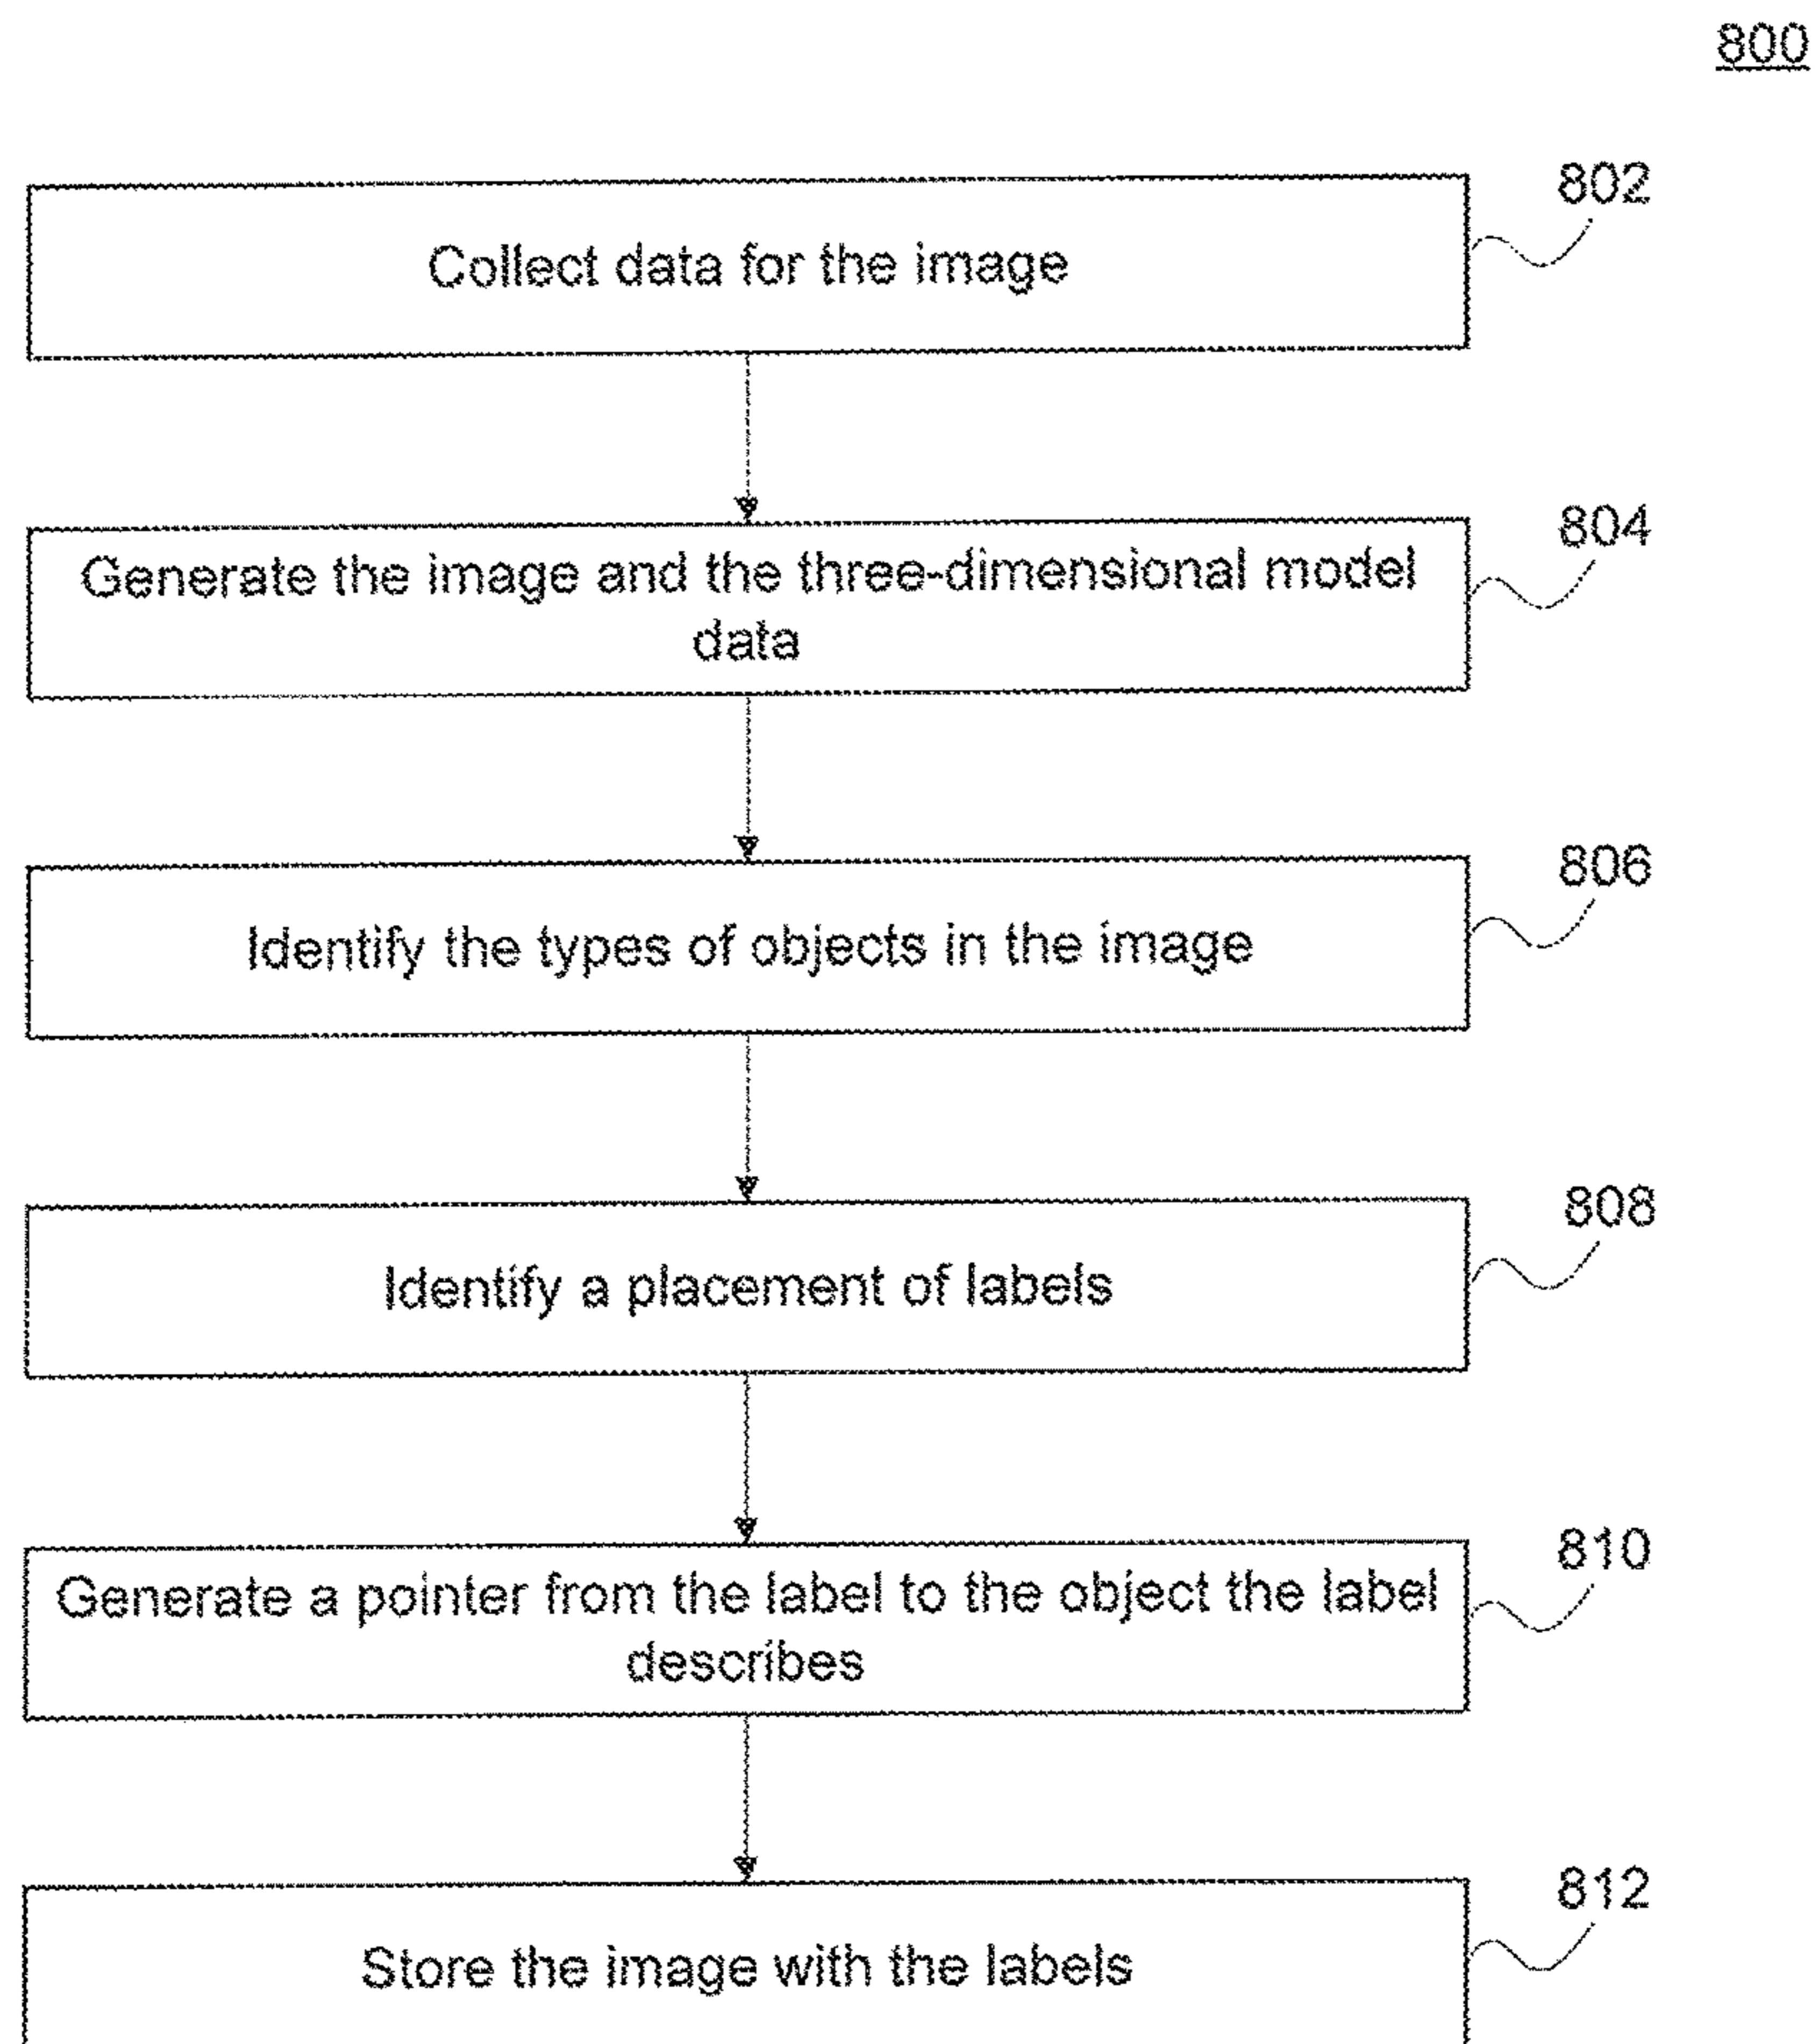 800
802
Collect data for the image
804
Generate the image and the three-dimensional model
data
806
Identify the types of objects in the image
808
Identify a placement of labels
810
Generate a pointer from the label to the object the label
describes
812
Store the image with the labels